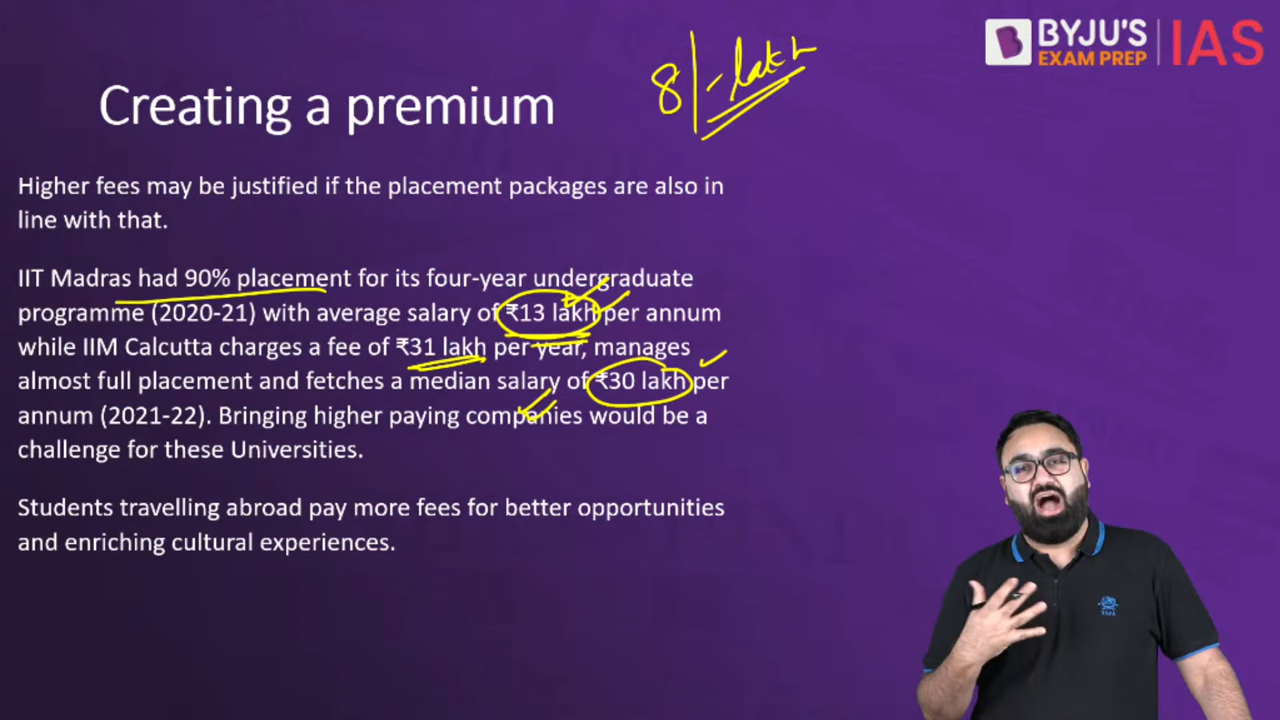 8/-lakh
BYJU'S
EXAM PREP
IAS
Creating a premium
Higher fees may be justified if the placement packages are also in
line with that.
IIT Madras had 90% placement for its four-year undergraduate
programme (2020-21) with average salary of ₹13 lakh per annum
while IIM Calcutta charges a fee of ₹31 lakh per year, manages
almost full placement and fetches a median salary of ₹30 lakh per
annum (2021-22). Bringing higher paying companies would be a
challenge for these Universities.
Students travelling abroad pay more fees for better opportunities
and enriching cultural experiences.